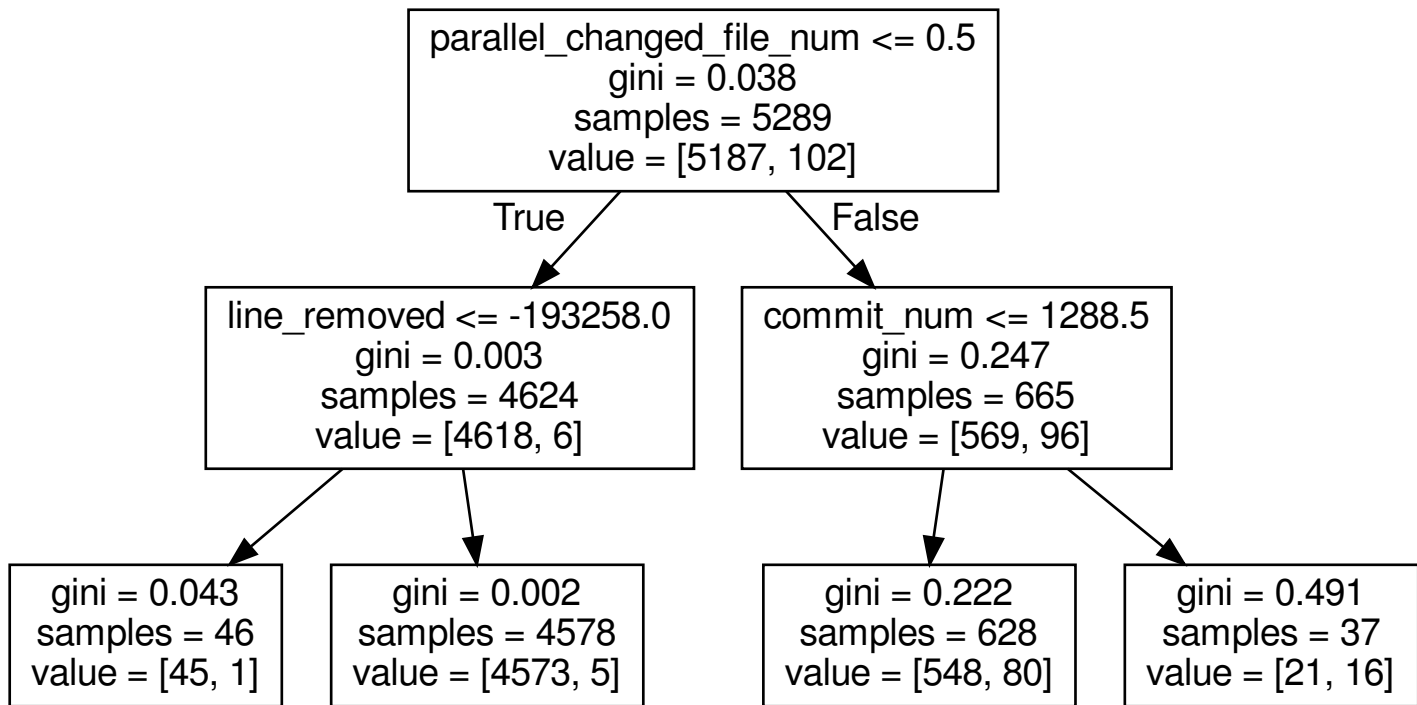 parallel_changed_file_num <= 0.5
gini = 0.038
samples = 5289
value = [5187, 102]
True
False
line_removed <= -193258.0
gini = 0.003
samples = 4624
value = [4618, 6]
commit_num <= 1288.5
gini = 0.247
samples = 665
value = [569, 96]
gini = 0.043
samples = 46
value = [45, 1]
gini = 0.002
samples = 4578
value = [4573, 5]
gini = 0.222
samples = 628
value = [548, 80]
gini = 0.491
samples = 37
value = [21, 16]